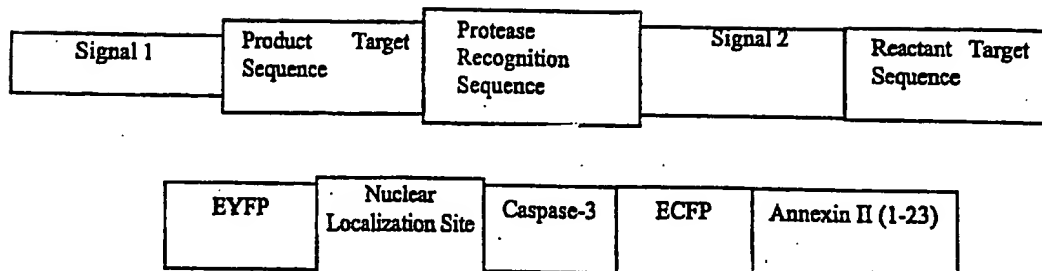 Signal 1
Product Target
Sequence
Protease
Recognition
Sequence
Signal 2
Reactant Target
Sequence
EYFP
Nuclear
Localization Site
Caspase-3
ECFP
Annexin II (1-23)